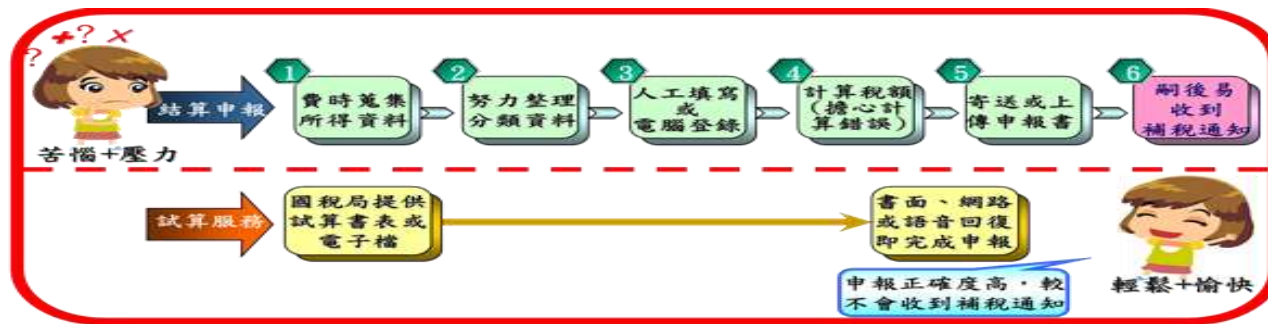 ? ×? ×
?
結算申報
苦惱+壓力
1
費時蒐集
所得資料
2
努力整理
分類資料
3
人工填寫
或
電腦登錄
4
計算稅額
(擔心計
算錯誤)
5
寄送或上
傳申報書
6
嗣後易
收到
補稅通知
試算服務
國稅局提供
試算書表或
電子檔
書面、網路
或語音回復
即完成申報
申報正確度高,較
不會收到補稅通知
輕鬆+愉快